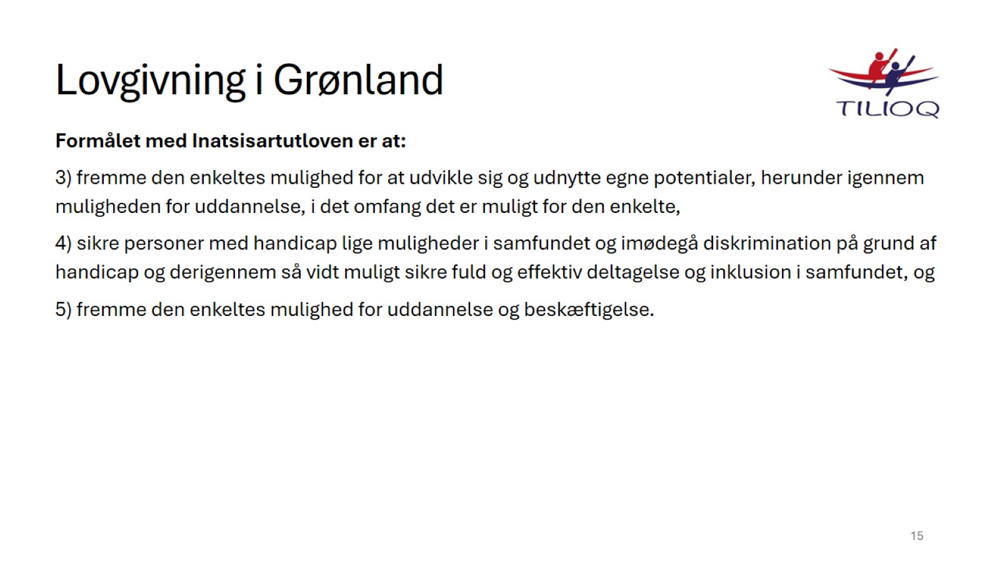 Lovgivning i Grønland
TILIOQ
Formålet med Inatsisartutloven er at:
3) fremme den enkeltes mulighed for at udvikle sig og udnytte egne potentialer, herunder igennem
muligheden for uddannelse, i det omfang det er muligt for den enkelte,
4) sikre personer med handicap lige muligheder i samfundet og imødegå diskrimination på grund af
handicap og derigennem så vidt muligt sikre fuld og effektiv deltagelse og inklusion i samfundet, og
5) fremme den enkeltes mulighed for uddannelse og beskæftigelse.
15